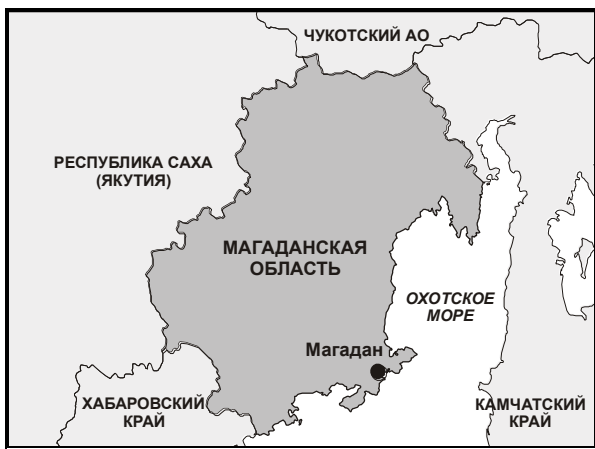 ЧУКОТСКИЙ АО
РЕСПУБЛИКА САХА
(ЯКУТИЯ)
МАГАДАНСКАЯ
ОБЛАСТЬ
ОХОТСКОЕ
МОРЕ
Магадан
ХАБАРОВСКИЙ
КРАЙ
КАМЧАТСКИЙ
КРАЙ